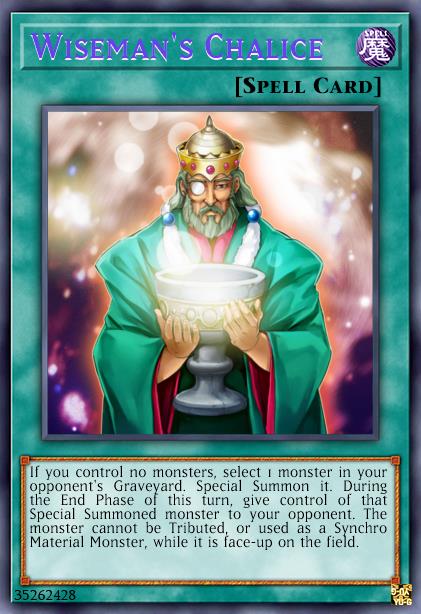 Wiseman's Chalice
SPELL
魔
[Spell Card]
If you control no monsters, select 1 monster in your
opponent's Graveyard. Special Summon it. During
the End Phase of this turn, give control of that
Special Summoned monster to your opponent. The
monster cannot be Tributed, or used as a Synchro
Material Monster, while it is face-up on the field.
35262428